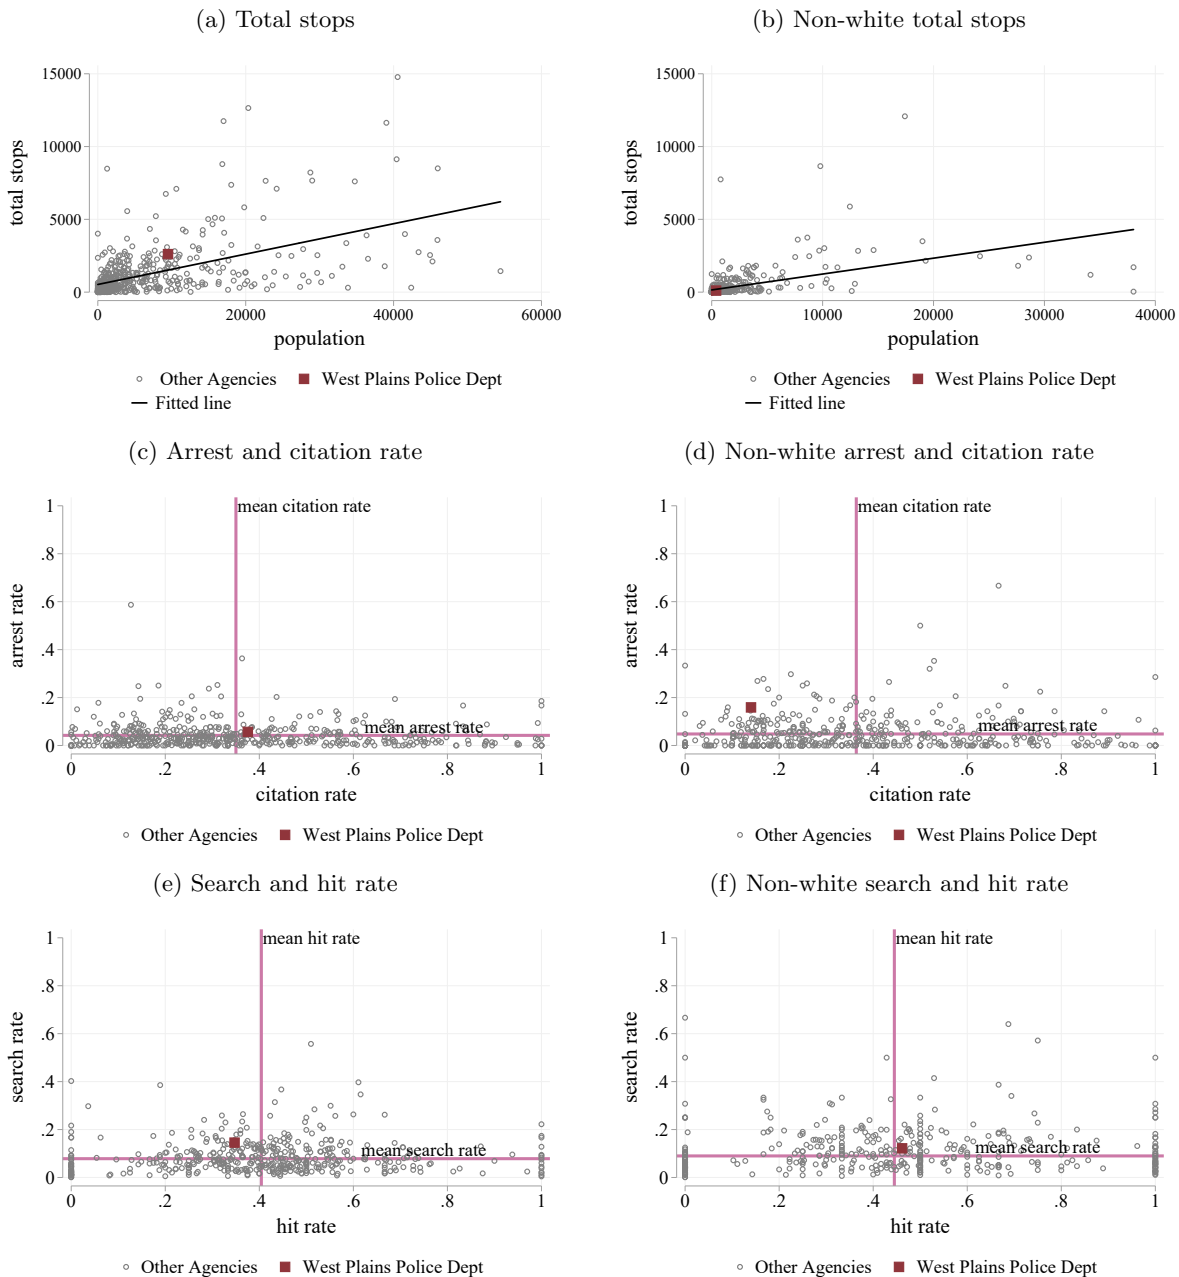 (a) Total stops
(b) Non-white total stops
total stops
15000
10000
5000
0
0
20000
40000
60000
population
Other Agencies
West Plains Police Dept
Fitted line
total stops
15000
10000
5000
0
0
10000
20000
30000
40000
population
Other Agencies
West Plains Police Dept
Fitted line
(c) Arrest and citation rate
(d) Non-white arrest and citation rate
arrest rate
1
.8
.6
.4
.2
0
mean citation rate
mean arrest rate
0
.2
.4
.6
.8
1
citation rate
Other Agencies
West Plains Police Dept
arrest rate
1
.8
.6
.4
.2
0
mean citation rate
mean arrest rate
0
.2
.4
.6
.8
1
citation rate
Other Agencies
West Plains Police Dept
(e) Search and hit rate
(f) Non-white search and hit rate
search rate
1
.8
.6
.4
.2
0
mean hit rate
mean search rate
0
.2
.4
.6
.8
1
hit rate
Other Agencies
West Plains Police Dept
search rate
1
.8
.6
.4
.2
0
mean hit rate
mean search rate
0
.2
.4
.6
.8
1
hit rate
Other Agencies
West Plains Police Dept